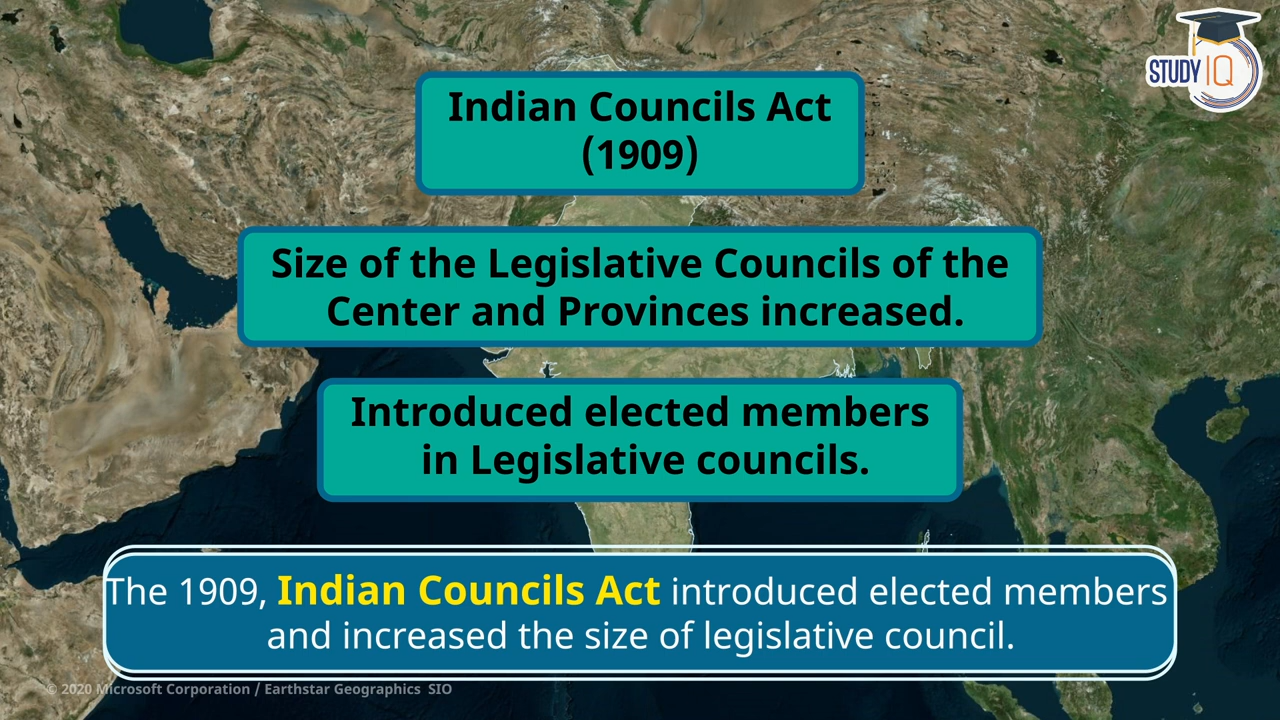 STUDY IQ
Indian Councils Act
(1909)
Size of the Legislative Councils of the
Center and Provinces increased.
Introduced elected members
in Legislative councils.
The 1909, Indian Councils Act introduced elected members
and increased the size of legislative council.
© 2020 Microsoft Corporation / Earthstar Geographics SIO